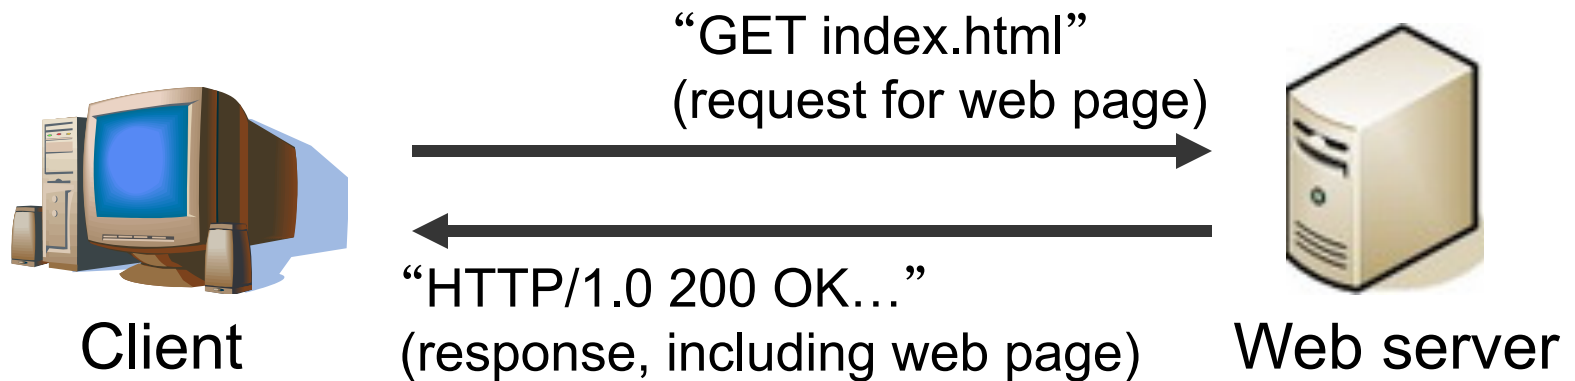 “GET index.html”
(request for web page)
“HTTP/1.0 200 OK…”
(response, including web page)
Client
Web server